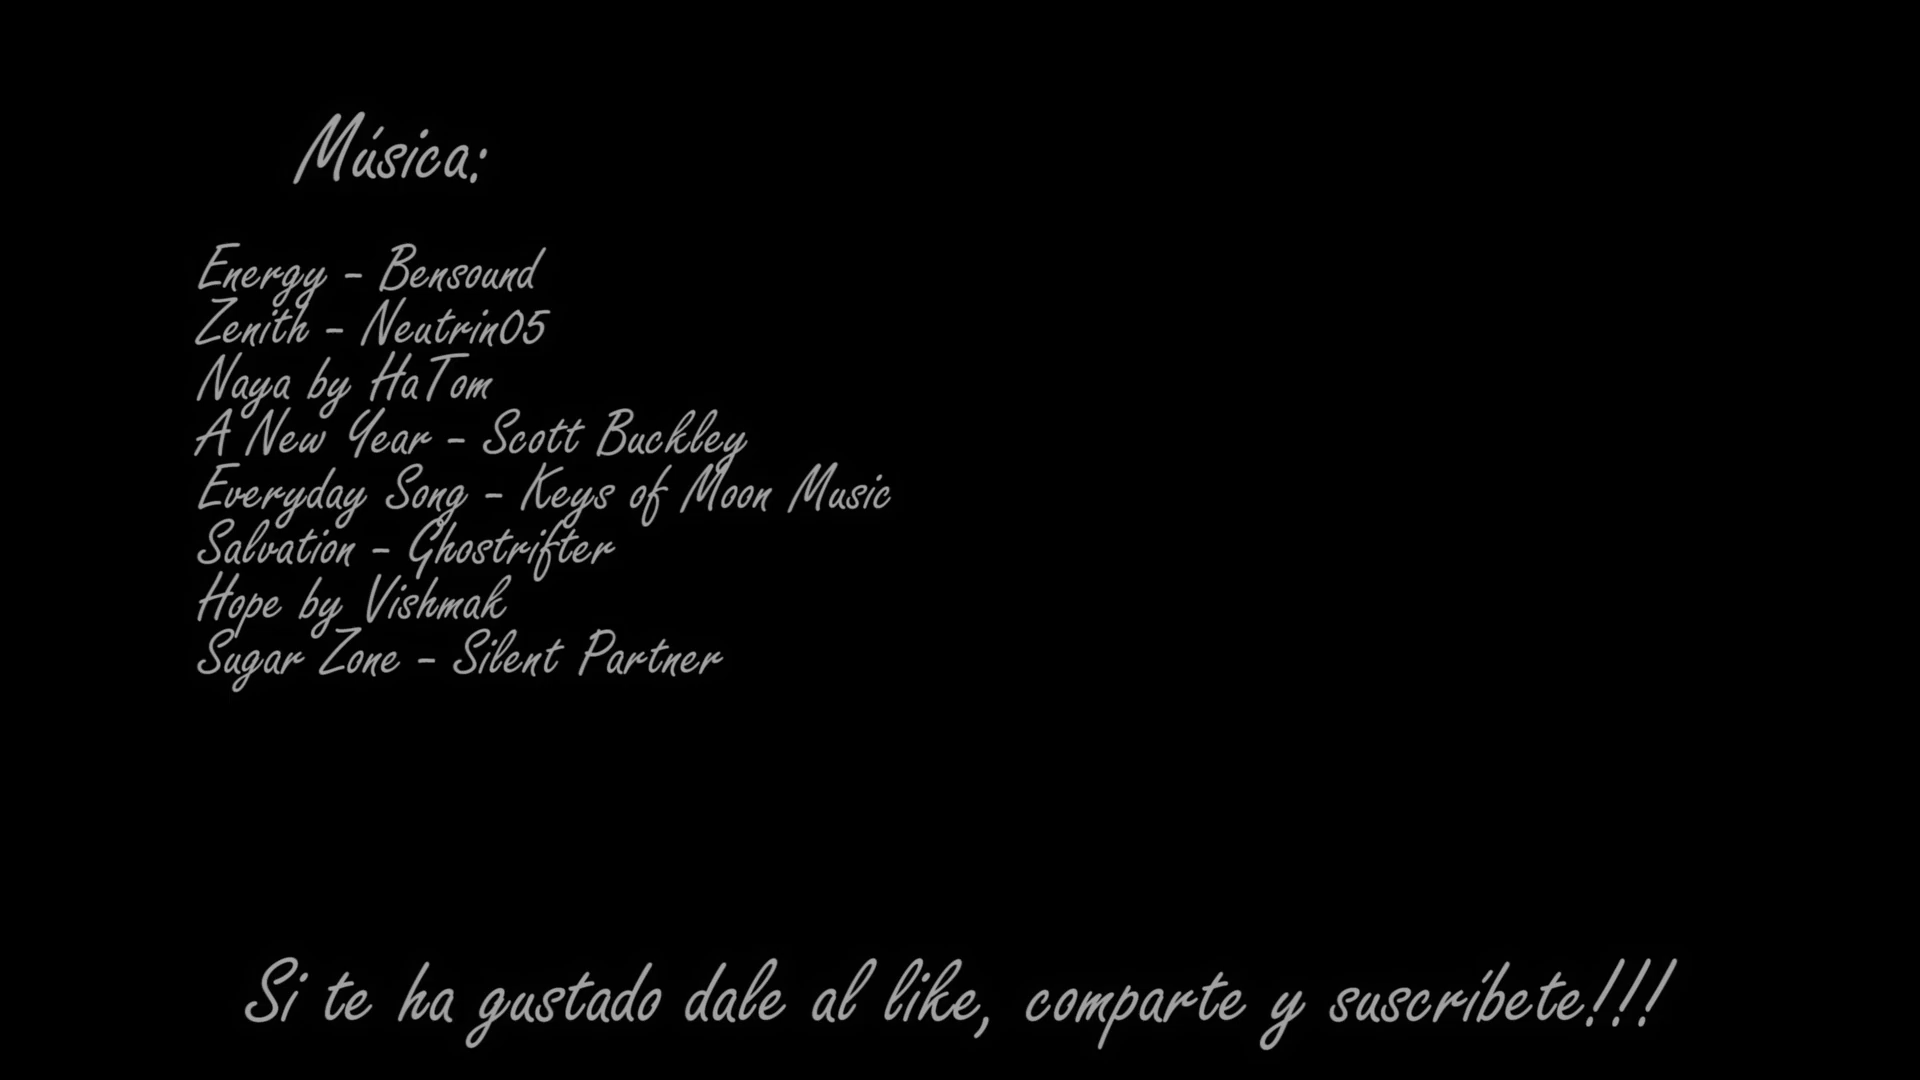 Música:
Energy - Bensound
Zenith - Neutrin05
Naya by HaTom
A New Year - Scott Buckley
Everyday Song - Keys of Moon Music
Salvation - Ghostrifter
Hope by Vishmak
Sugar Zone - Silent Partner
Si te ha gustado dale al like, comparte y suscríbete!!!